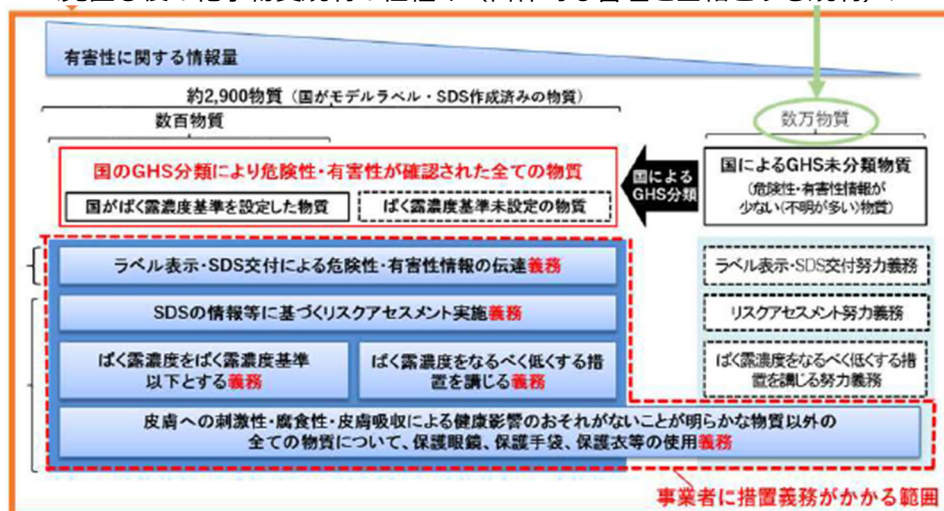 有害性に関する情報量
約2,900物質（国がモデルラベル・SDS作成済みの物質）
数百物質
数万物質
国のGHS分類により危険性・有害性が確認された全ての物質
国がばく露濃度基準を設定した物質
ばく露濃度基準未設定の物質
国による
GHS分類
国によるGHS未分類物質
（危険性・有害性情報が
少ない（不明が多い）物質）
ラベル表示・SDS交付による危険性・有害性情報の伝達義務
ラベル表示・SDS交付努力義務
SDSの情報等に基づくリスクアセスメント実施義務
リスクアセスメント努力義務
ばく露濃度をばく露濃度基準
以下とする義務
ばく露濃度をなるべく低くする措
置を講じる義務
ばく露濃度をなるべく低くする措
置を講じる努力義務
皮膚への刺激性・腐食性・皮膚吸収による健康影響のおそれがないことが明らかな物質以外の
全ての物質について、保護眼鏡、保護手袋、保護衣等の使用義務
事業者に措置義務がかかる範囲